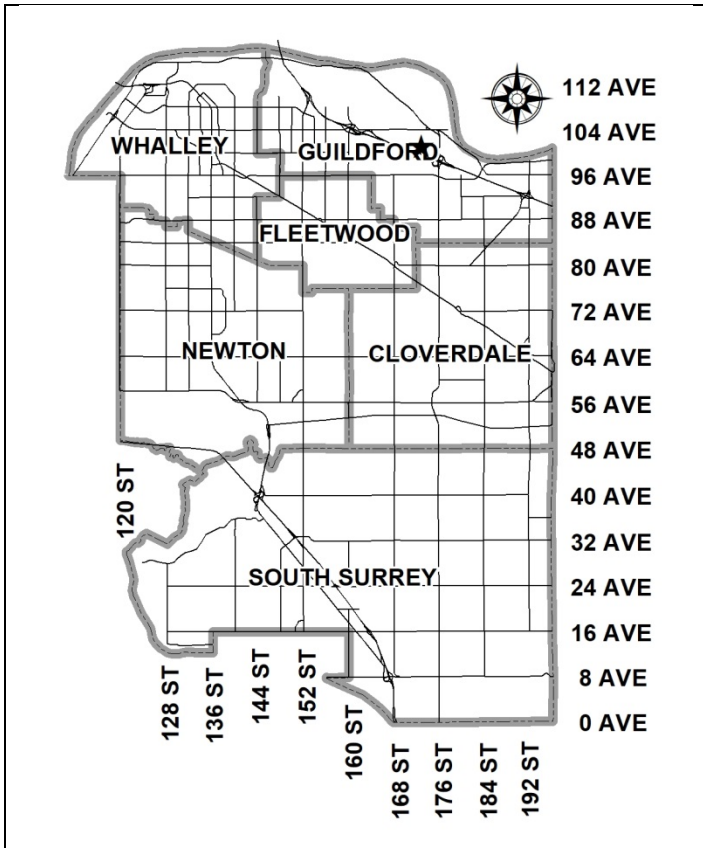 112 AVE
104 AVE
WHALLEY
GUILDFORD
96 AVE
88 AVE
FLEETWOOD
80 AVE
72 AVE
NEWTON
CLOVERDALE
64 AVE
56 AVE
48 AVE
120 ST
40 AVE
32 AVE
SOUTH SURREY
24 AVE
16 AVE
128 ST
136 ST
144 ST
152 ST
160 ST
8 AVE
0 AVE
168 ST
176 ST
184 ST
192 ST